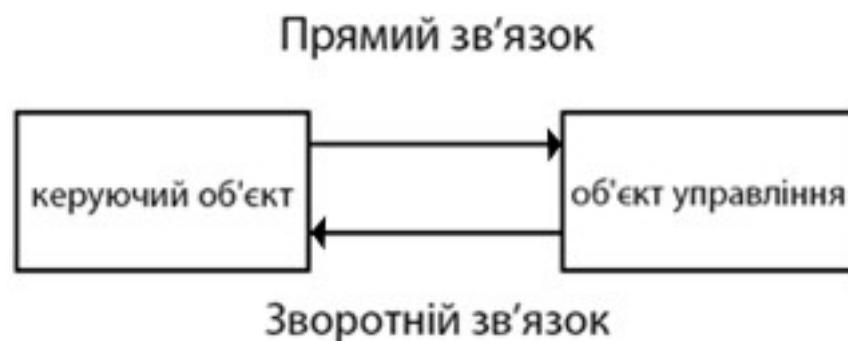 Прямий зв’язок
керуючий об'єкт
об'єкт управління
Зворотній зв’язок